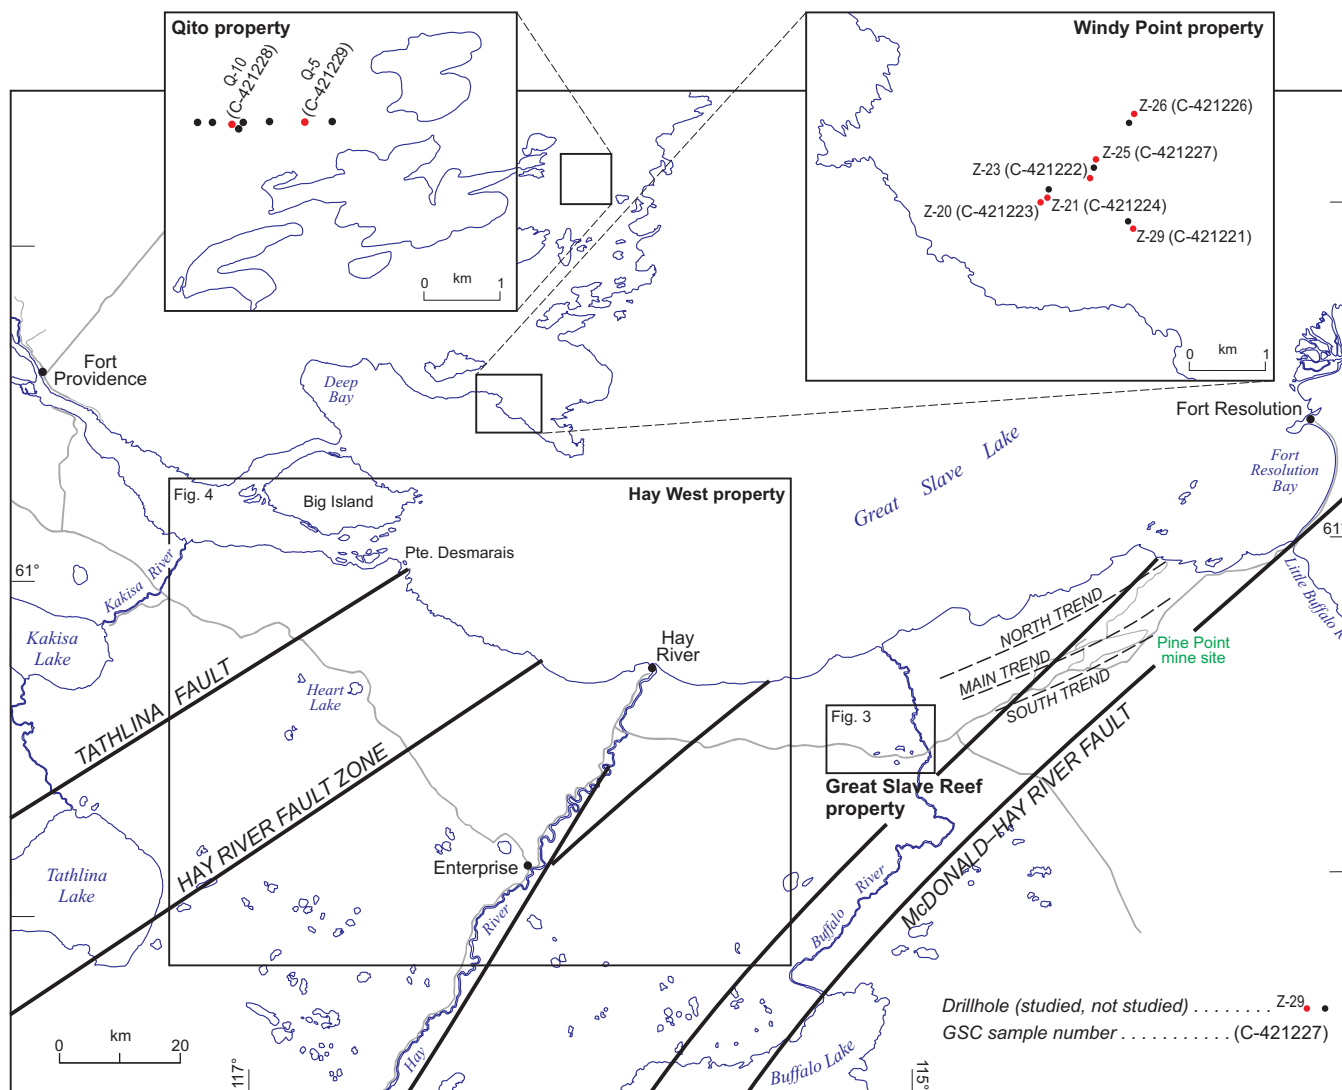 Qito property
Q-10
(C-421228)
Q-5
(C-421229)
0 km 1
Windy Point property
Z-26 (C-421226)
Z-25 (C-421227)
Z-23 (C-421222)
Z-21 (C-421224)
Z-20 (C-421223)
Z-29 (C-421221)
0 km 1
Fort
Providence
Deep
Bay
Fort Resolution
Great Slave Lake
Fort
Resolution
Bay
Fig. 4
Hay West property
Big Island
Pte. Desmarais
61°
61°
Kakisa River
Kakisa
Lake
Little Buffalo R
NORTH TREND
MAIN TREND
SOUTH TREND
Pine Point
mine site
Hay
River
Heart
Lake
TATHLINA FAULT
HAY RIVER FAULT ZONE
Fig. 3
Great Slave Reef
property
McDONALD–HAY RIVER FAULT
Enterprise
Tathlina
Lake
Hay River
Buffalo River
Buffalo Lake
km
0 20
117°
115°
Drillhole (studied, not studied) . . . . . . . . Z-29
GSC sample number . . . . . . . . . . . (C-421227)